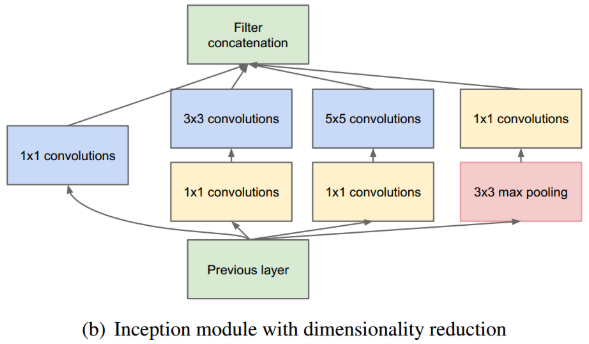 Filter
concatenation
3x3 convolutions
5x5 convolutions
1x1 convolutions
1x1 convolutions
1x1 convolutions
1x1 convolutions
3x3 max pooling
Previous layer
(b) Inception module with dimensionality reduction